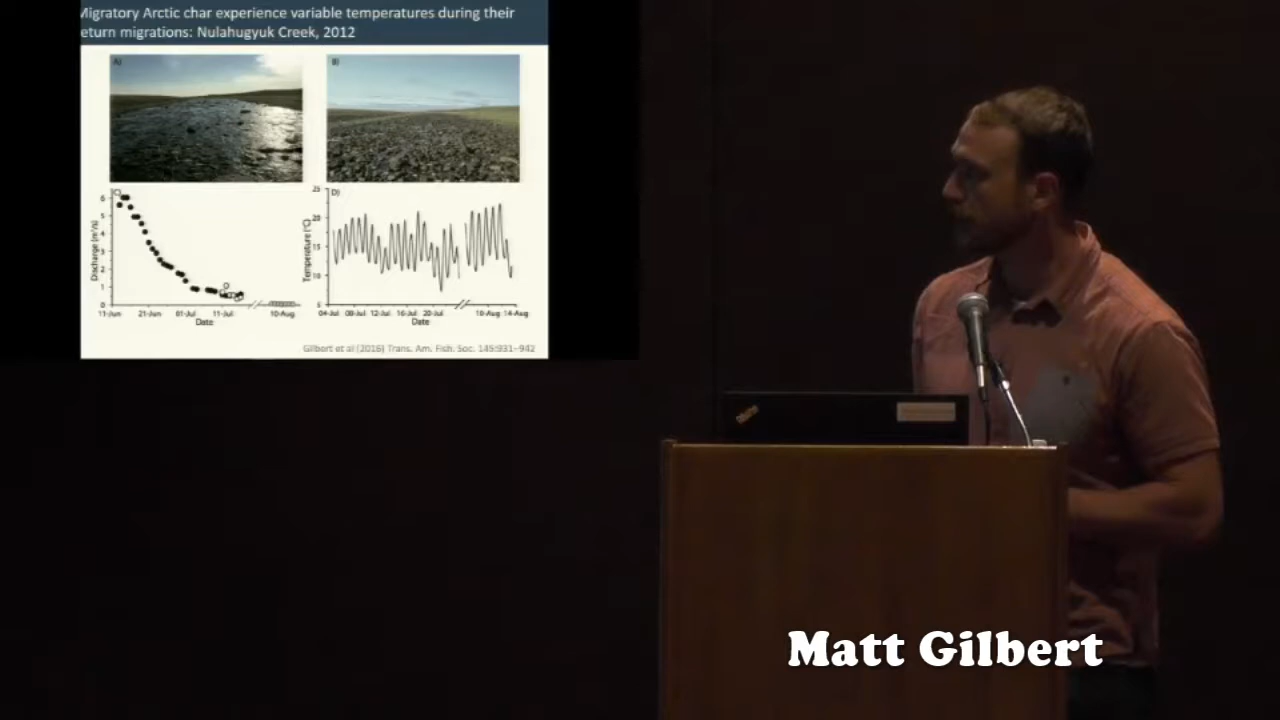 Migratory Arctic char experience variable temperatures during their
eturn migrations: Nulahugyuk Creek, 2012
A)
B)
C)
Discharge (m³/s)
6
5
4
3
2
1
0
11-Jun 21-Jun 01-Jul 11-Jul 10-Aug
Date
D)
Temperature (°C)
25
20
15
10
5
04-Jul 08-Jul 12-Jul 16-Jul 20-Jul 10-Aug 14-Aug
Date
Gilbert et al (2016) Trans. Am. Fish. Soc. 145:931–942
Matt Gilbert